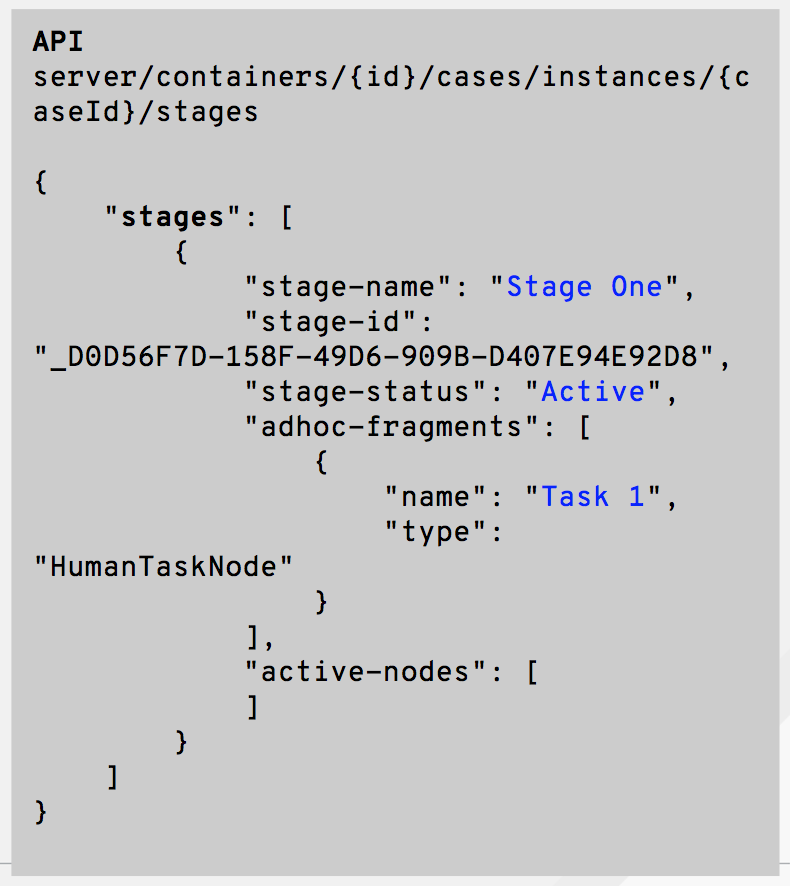 API
server/containers/{id}/cases/instances/{c
aseId}/stages
{
"stages": [
{
"stage-name": "Stage One",
"stage-id":
"_D0D56F7D-158F-49D6-909B-D407E94E92D8",
"stage-status": "Active",
"adhoc-fragments": [
{
"name": "Task 1",
"type":
"HumanTaskNode"
}
],
"active-nodes": [
]
}
]
}